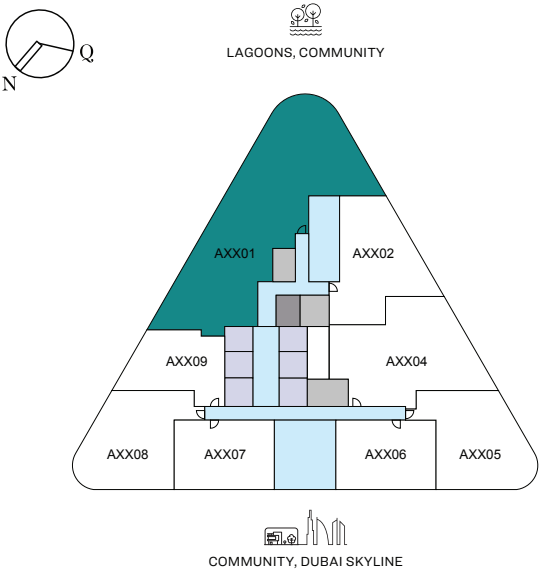 LAGOONS, COMMUNITY
Q
N
AXX01
AXX02
AXX09
AXX04
AXX08
AXX07
AXX06
AXX05
COMMUNITY, DUBAI SKYLINE